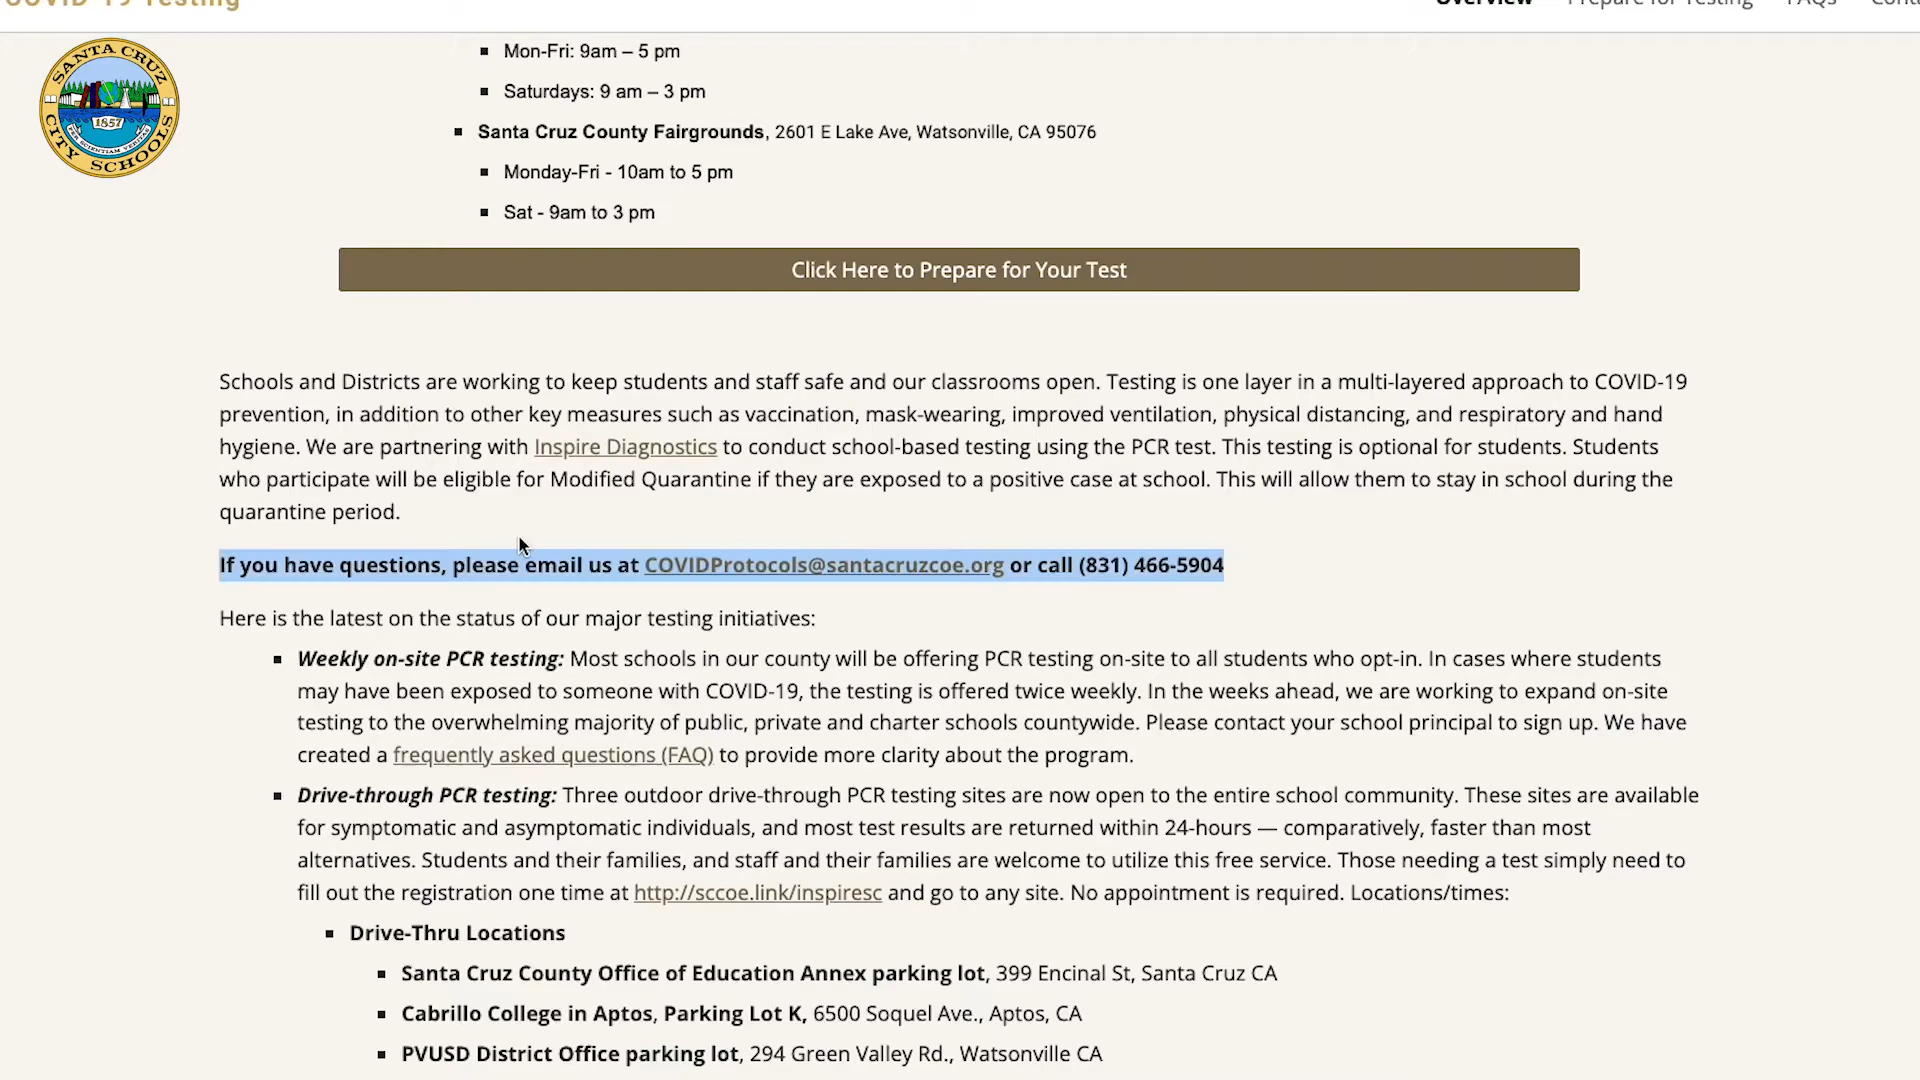 COVID-19 Testing
Overview Prepare for Testing FAQs Conta
SANTA CRUZ
1857
CITY SCHOOLS
Mon-Fri: 9am – 5 pm
Saturdays: 9 am – 3 pm
Santa Cruz County Fairgrounds, 2601 E Lake Ave, Watsonville, CA 95076
Monday-Fri - 10am to 5 pm
Sat - 9am to 3 pm
Click Here to Prepare for Your Test
Schools and Districts are working to keep students and staff safe and our classrooms open. Testing is one layer in a multi-layered approach to COVID-19
prevention, in addition to other key measures such as vaccination, mask-wearing, improved ventilation, physical distancing, and respiratory and hand
hygiene. We are partnering with Inspire Diagnostics to conduct school-based testing using the PCR test. This testing is optional for students. Students
who participate will be eligible for Modified Quarantine if they are exposed to a positive case at school. This will allow them to stay in school during the
quarantine period.
If you have questions, please email us at COVIDProtocols@santacruzcoe.org or call (831) 466-5904
Here is the latest on the status of our major testing initiatives:
Weekly on-site PCR testing: Most schools in our county will be offering PCR testing on-site to all students who opt-in. In cases where students
may have been exposed to someone with COVID-19, the testing is offered twice weekly. In the weeks ahead, we are working to expand on-site
testing to the overwhelming majority of public, private and charter schools countywide. Please contact your school principal to sign up. We have
created a frequently asked questions (FAQ) to provide more clarity about the program.
Drive-through PCR testing: Three outdoor drive-through PCR testing sites are now open to the entire school community. These sites are available
for symptomatic and asymptomatic individuals, and most test results are returned within 24-hours — comparatively, faster than most
alternatives. Students and their families, and staff and their families are welcome to utilize this free service. Those needing a test simply need to
fill out the registration one time at http://sccoe.link/inspiresc and go to any site. No appointment is required. Locations/times:
Drive-Thru Locations
Santa Cruz County Office of Education Annex parking lot, 399 Encinal St, Santa Cruz CA
Cabrillo College in Aptos, Parking Lot K, 6500 Soquel Ave., Aptos, CA
PVUSD District Office parking lot, 294 Green Valley Rd., Watsonville CA